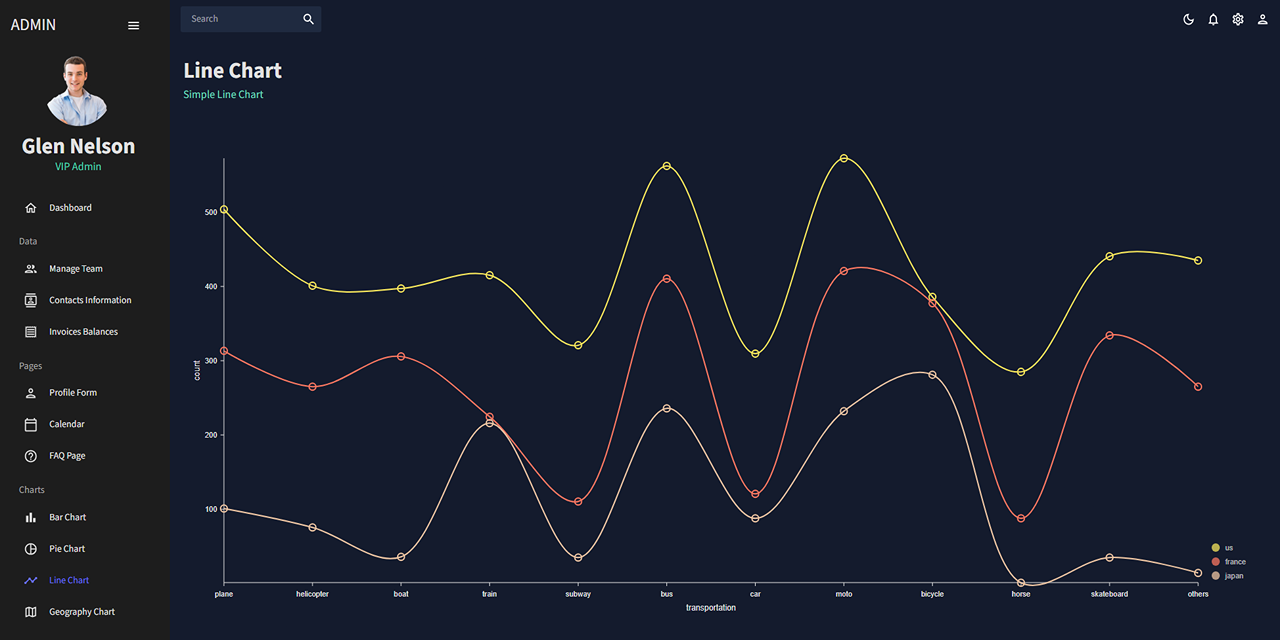 ADMIN
Search
Glen Nelson
VIP Admin
Dashboard
Data
Manage Team
Contacts Information
Invoices Balances
Pages
Profile Form
Calendar
FAQ Page
Charts
Bar Chart
Pie Chart
Line Chart
Geography Chart
Line Chart
Simple Line Chart
500
400
300
200
100
count
plane helicopter boat train subway bus car moto bicycle horse skateboard others
transportation
us
france
japan